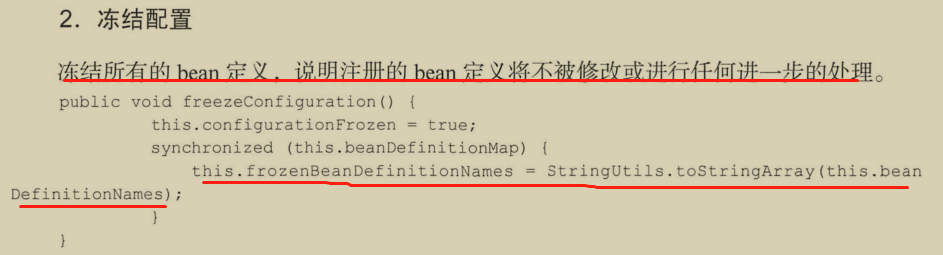 2．冻结配置
冻结所有的 bean 定义，说明注册的 bean 定义将不被修改或进行任何进一步的处理。
public void freezeConfiguration() {
this.configurationFrozen = true;
synchronized (this.beanDefinitionMap) {
this.frozenBeanDefinitionNames = StringUtils.toStringArray(this.bean
DefinitionNames);
}
}